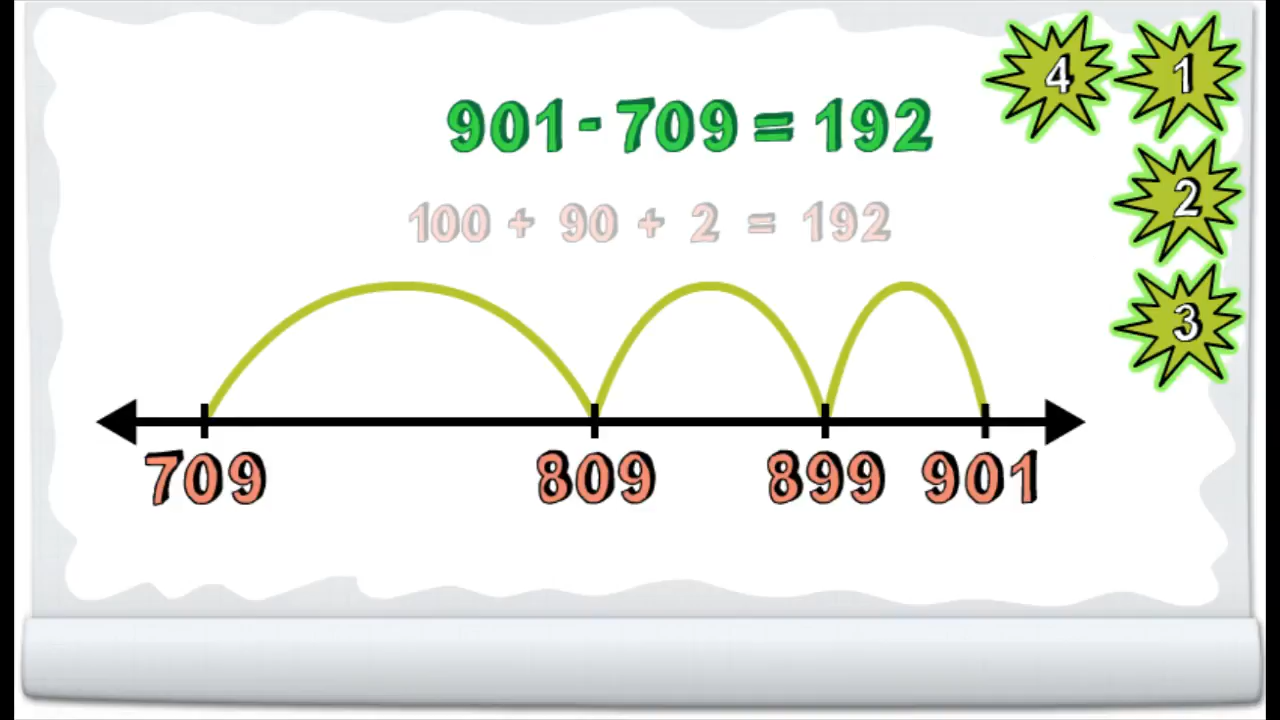 4 1
901 - 709 = 192
2
100 + 90 + 2 = 192
3
709 809 899 901